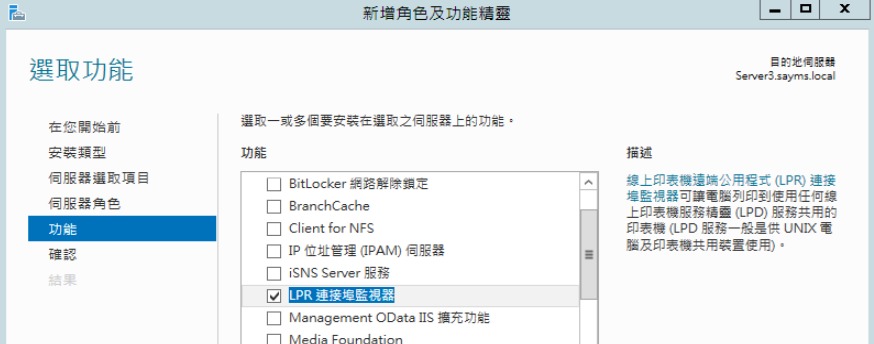 新增角色及功能精靈
選取功能
目的地伺服器
Server3.sayms.local
在您開始前
安裝類型
伺服器選取項目
伺服器角色
功能
確認
結果
選取一或多個要安裝在選取之伺服器上的功能。
功能
BitLocker 網路解除鎖定
BranchCache
Client for NFS
IP 位址管理 (IPAM) 伺服器
iSNS Server 服務
LPR 連接埠監視器
Management OData IIS 擴充功能
Media Foundation
描述
線上印表機遠端公用程式 (LPR) 連接
埠監視器可讓電腦列印到使用任何線
上印表機服務精靈 (LPD) 服務共用的
印表機 (LPD 服務一般是供 UNIX 電
腦及印表機共用裝置使用)。